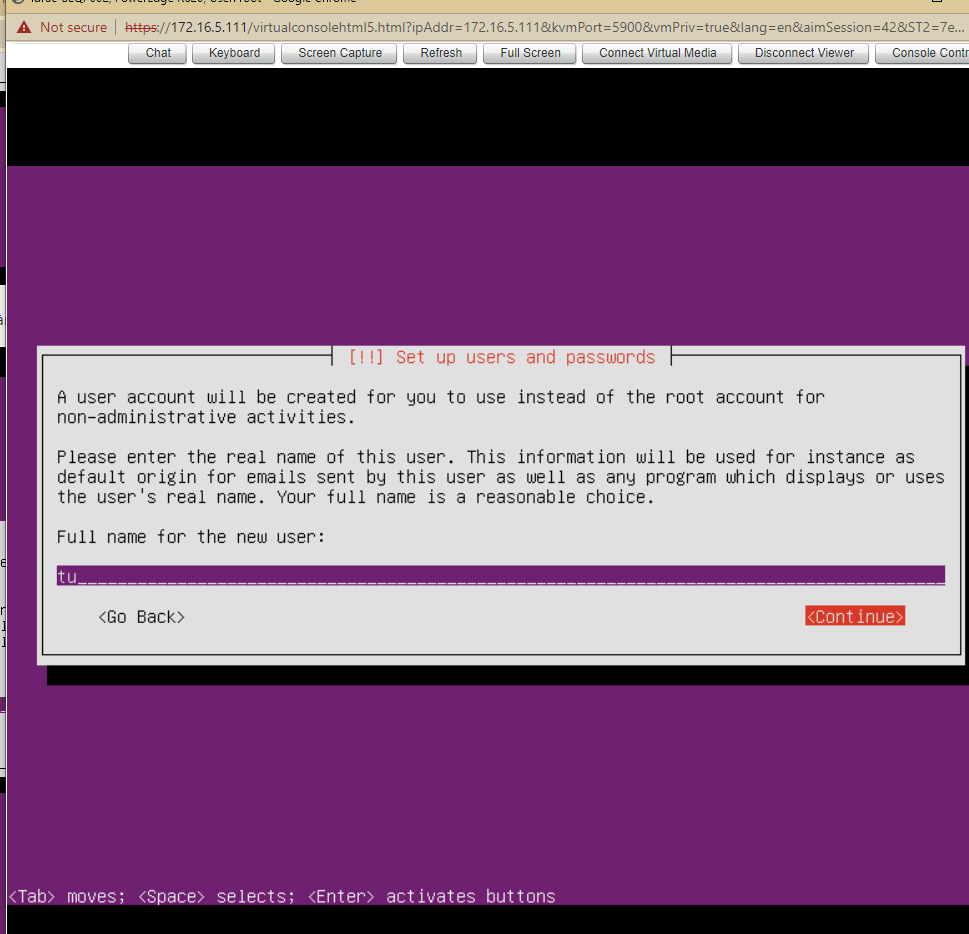 Not secure | https://172.16.5.111/virtualconsolehtml5.html?ipAddr=172.16.5.111&kvmPort=5900&vmPriv=true&lang=en&aimSession=42&ST2=7e...
Chat Keyboard Screen Capture Refresh Full Screen Connect Virtual Media Disconnect Viewer Console Contr
[!!] Set up users and passwords
A user account will be created for you to use instead of the root account for
non-administrative activities.
Please enter the real name of this user. This information will be used for instance as
default origin for emails sent by this user as well as any program which displays or uses
the user's real name. Your full name is a reasonable choice.
Full name for the new user:
tu
<Go Back> <Continue>
<Tab> moves; <Space> selects; <Enter> activates buttons